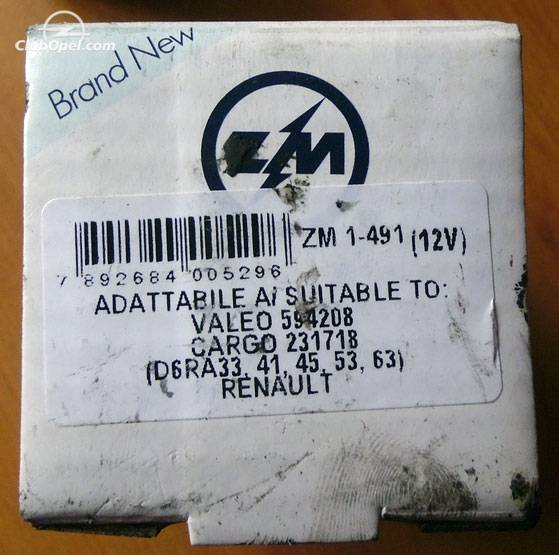 ClubOpel.com
Brand New
ZM
ZM 1-491 (12V)
7 892684 005296
ADATTABILE A/ SUITABLE TO:
VALEO 594208
CARGO 231718
(D6RA33, 41, 45, 53, 63)
RENAULT